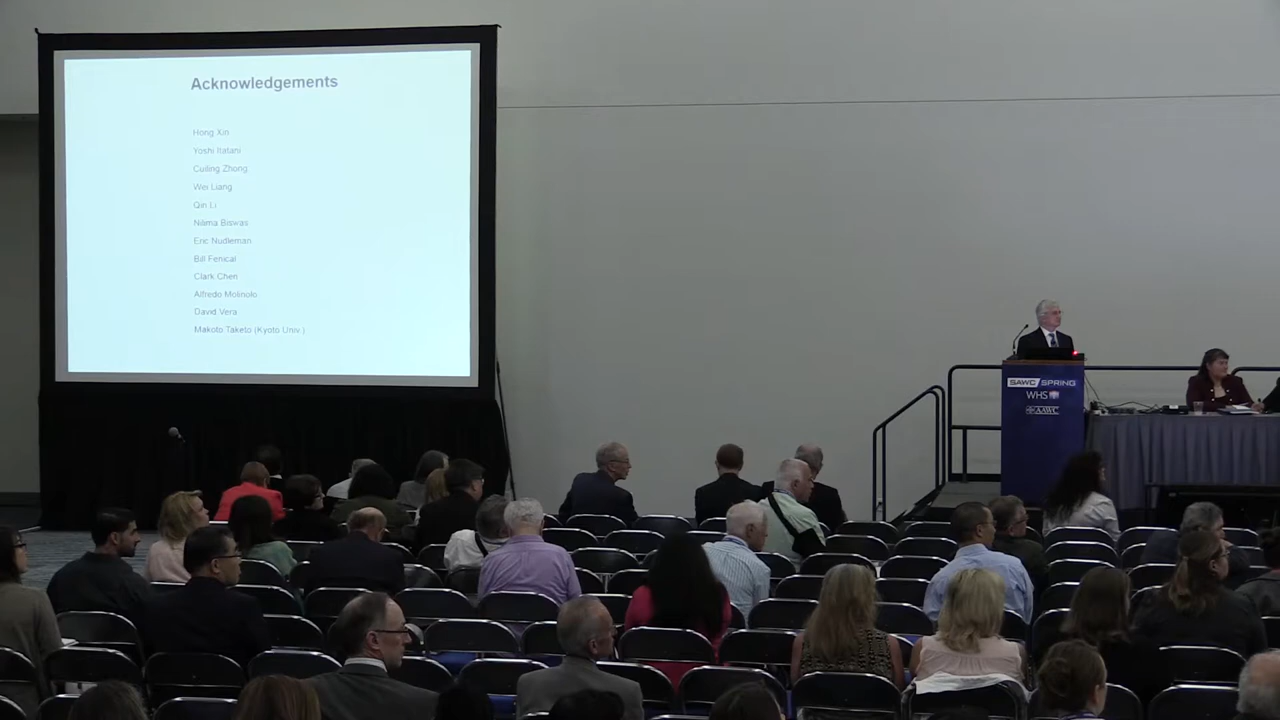 Acknowledgements
Hong Xin
Yoshi Itatani
Cuiling Zhong
Wei Liang
Qin Li
Nilima Biswas
Eric Nudleman
Bill Fenical
Clark Chen
Alfredo Molinolo
David Vera
Makoto Taketo (Kyoto Univ.)
SAWC SPRING
WHS
AAWC